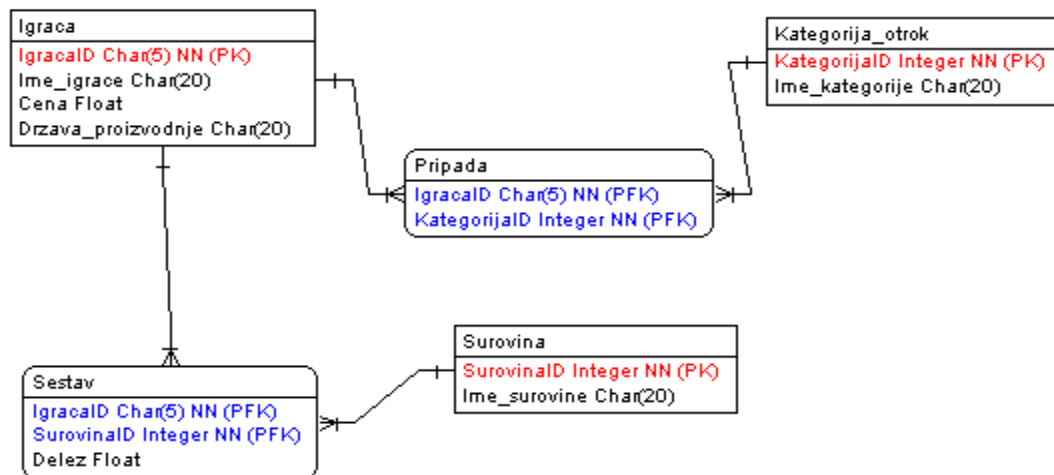 Igraca
IgracaID Char(5) NN (PK)
Ime_igrace Char(20)
Cena Float
Drzava_proizvodnje Char(20)
Kategorija_otrok
KategorijaID Integer NN (PK)
Ime_kategorije Char(20)
Pripada
IgracaID Char(5) NN (PFK)
KategorijaID Integer NN (PFK)
Surovina
SurovinaID Integer NN (PK)
Ime_surovine Char(20)
Sestav
IgracaID Char(5) NN (PFK)
SurovinaID Integer NN (PFK)
Delez Float